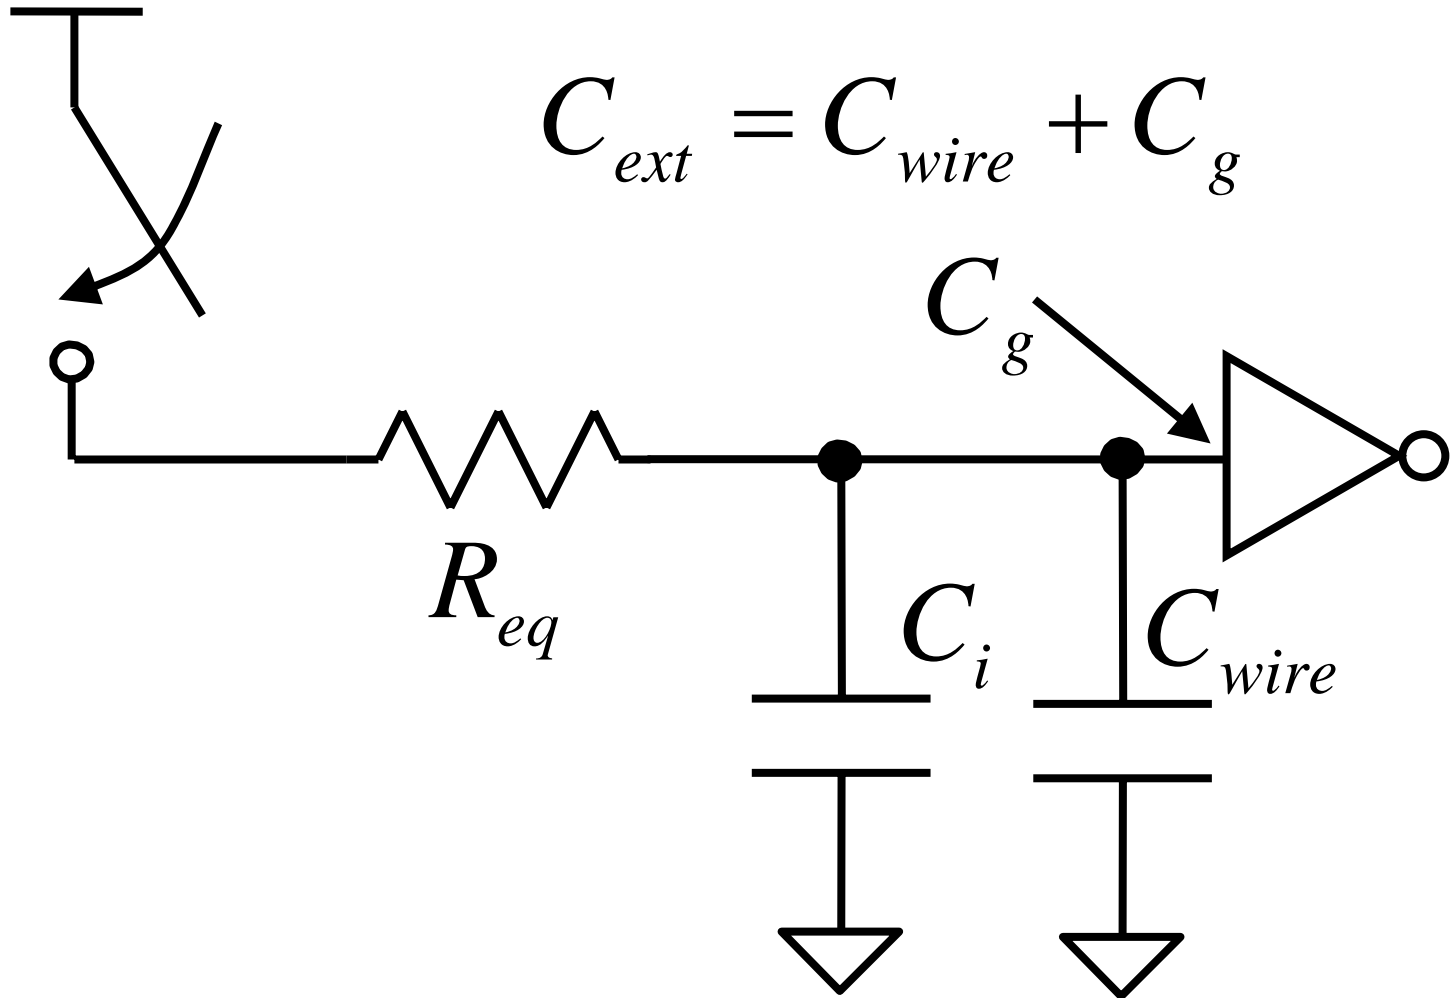 C_ext = C_wire + C_g
C_g
R_eq
C_i
C_wire